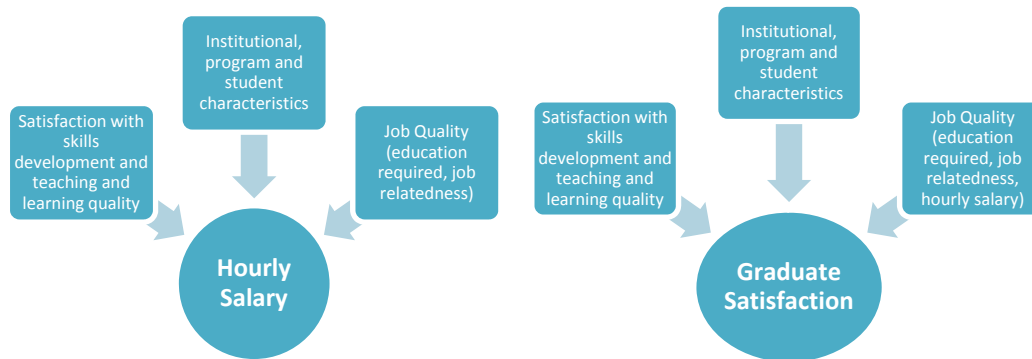 Institutional,
program and
student
characteristics
Satisfaction with
skills
development and
teaching and
learning quality
Job Quality
(education
required, job
relatedness)
Hourly
Salary
Institutional,
program and
student
characteristics
Satisfaction with
skills
development and
teaching and
learning quality
Job Quality
(education
required, job
relatedness,
hourly salary)
Graduate
Satisfaction